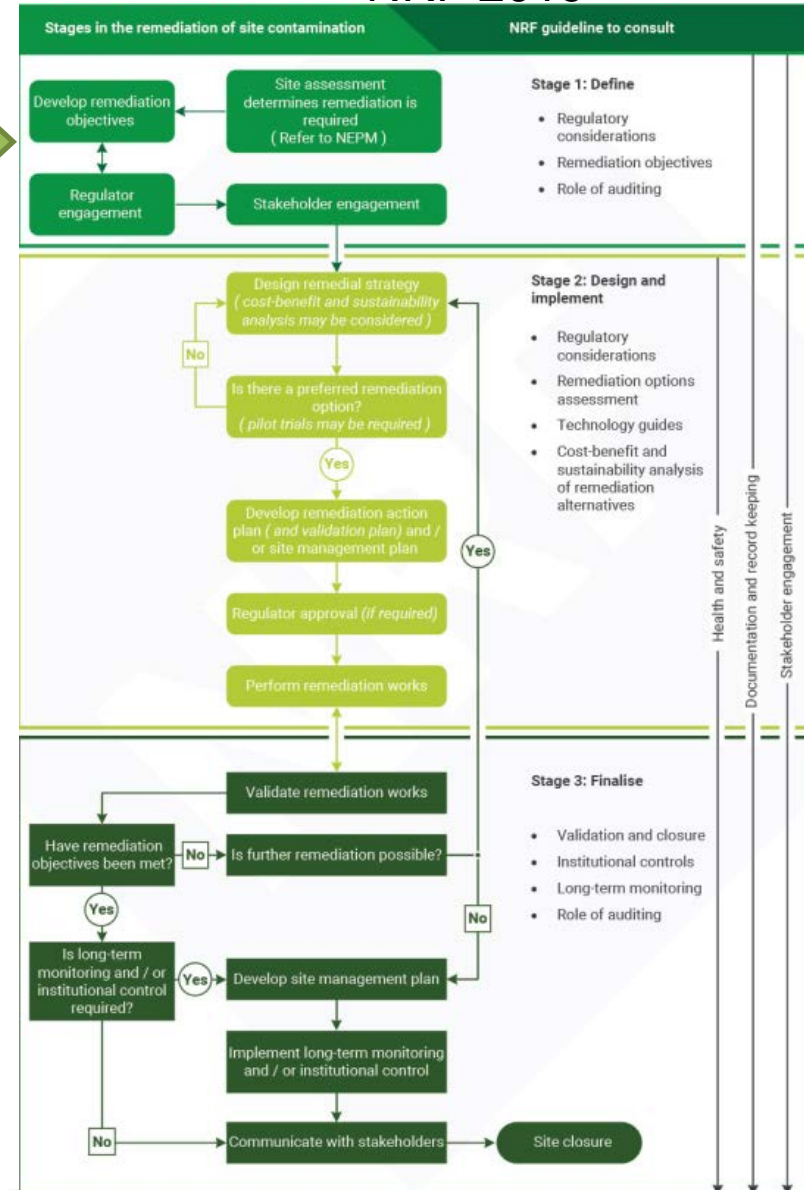 Stages in the remediation of site contamination
NRF guideline to consult
Site assessment
determines remediation is
required
( Refer to NEPM )
Develop remediation
objectives
Regulator
engagement
Stakeholder engagement
Stage 1: Define
• Regulatory
considerations
• Remediation objectives
• Role of auditing
Design remedial strategy
( cost-benefit and sustainability
analysis may be considered )
No
Is there a preferred remediation
option?
( pilot trials may be required )
Yes
Develop remediation action
plan ( and validation plan) and /
or site management plan
Regulator approval (if required)
Perform remediation works
Yes
Stage 2: Design and
implement
• Regulatory
considerations
• Remediation options
assessment
• Technology guides
• Cost-benefit and
sustainability analysis
of remediation
alternatives
Health and safety
Documentation and record keeping
Stakeholder engagement
Validate remediation works
Have remediation
objectives been met?
No
Is further remediation possible?
Yes
No
Is long-term
monitoring and / or
institutional control
required?
Yes
Develop site management plan
Implement long-term monitoring
and / or institutional control
No
Communicate with stakeholders
Site closure
Stage 3: Finalise
• Validation and closure
• Institutional controls
• Long-term monitoring
• Role of auditing